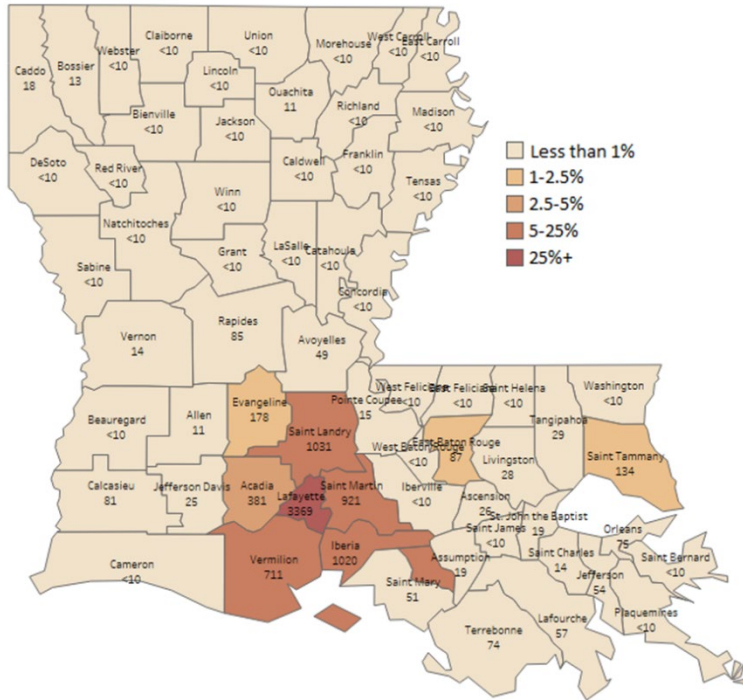 Claiborne
<10
Union
<10
Webster
<10
Morehouse
<10
West Carroll
<10
East Carroll
<10
Caddo
18
Bossier
13
Lincoln
<10
Ouachita
11
Richland
<10
Madison
<10
Bienville
<10
Jackson
<10
DeSoto
<10
Red River
<10
Caldwell
<10
Franklin
<10
Tensas
<10
Winn
<10
Natchitoches
<10
Grant
<10
LaSalle
<10
Catahoula
<10
Sabine
<10
Concordia
<10
Less than 1%
1-2.5%
2.5-5%
5-25%
25%+
Vernon
14
Rapides
85
Avoyelles
49
Beauregard
<10
Allen
11
Evangeline
178
Saint Landry
1031
Pointe Coupee
15
West Feliciana
<10
East Feliciana
<10
Saint Helena
<10
Washington
<10
Tangipahoa
29
West Baton Rouge
<10
East Baton Rouge
87
Livingston
28
Saint Tammany
134
Calcasieu
81
Jefferson Davis
25
Acadia
381
Lafayette
3369
Saint Martin
921
Iberville
<10
Ascension
26
St. John the Baptist
19
Saint James
<10
Orleans
75
Cameron
<10
Vermilion
711
Iberia
1020
Saint Mary
51
Assumption
19
Saint Charles
14
Jefferson
54
Saint Bernard
<10
Plaquemines
<10
Terrebonne
74
Lafourche
57